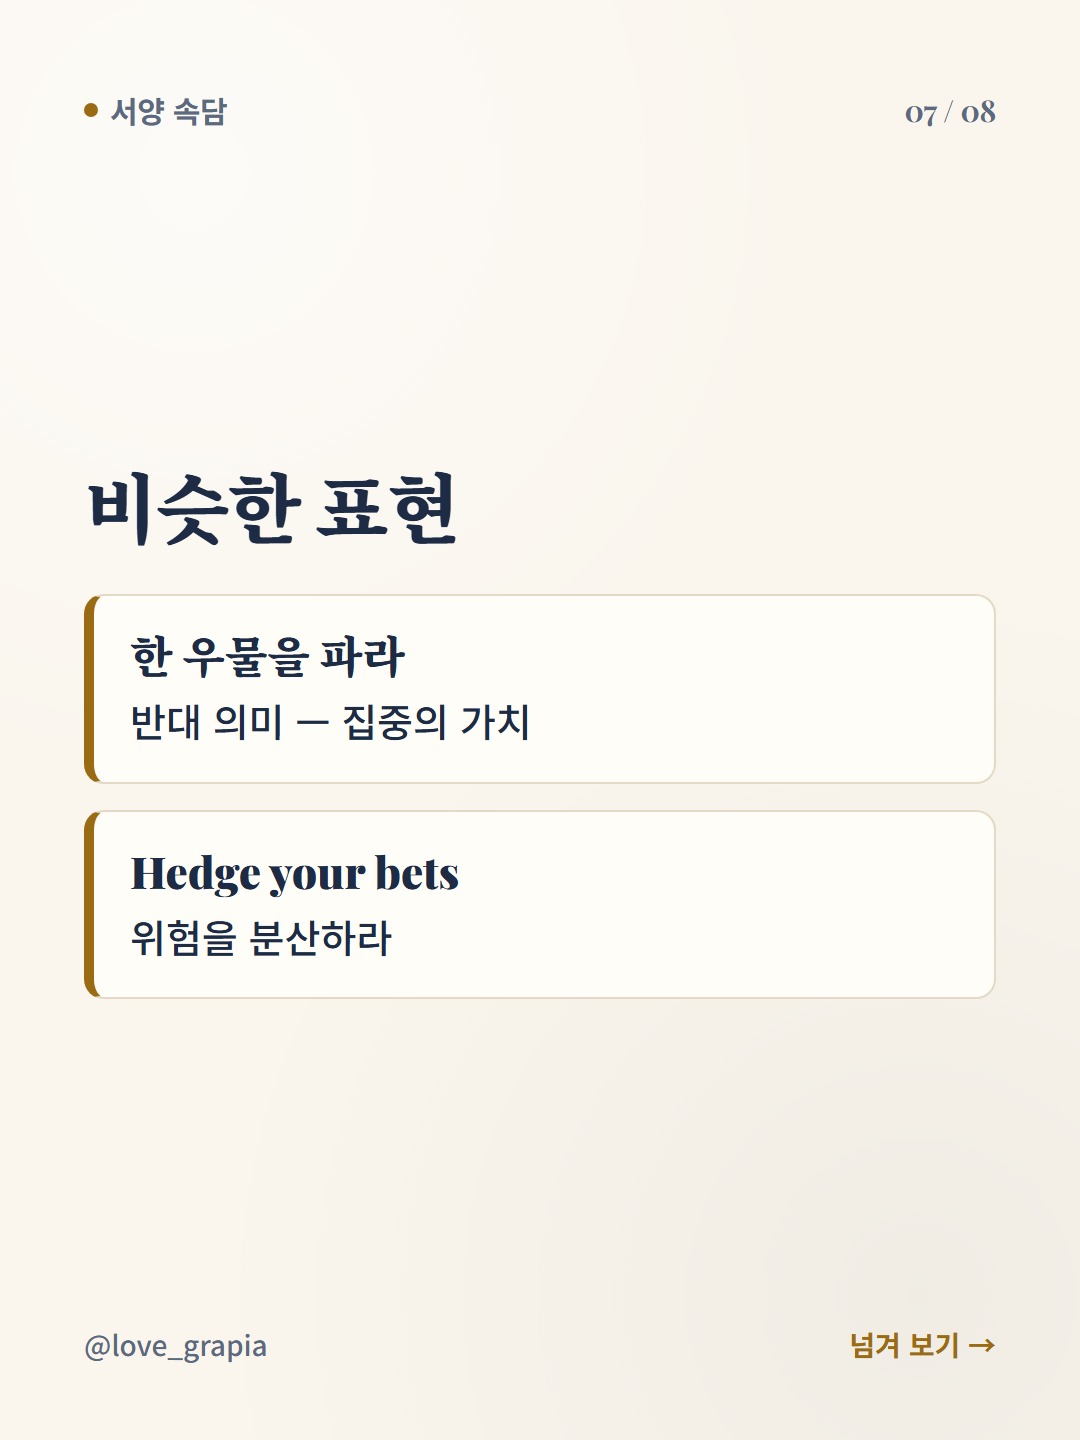 서양 속담
07 / 08
비슷한 표현
한 우물을 파라
반대 의미 — 집중의 가치
Hedge your bets
위험을 분산하라
@love_grapia
넘겨 보기 →